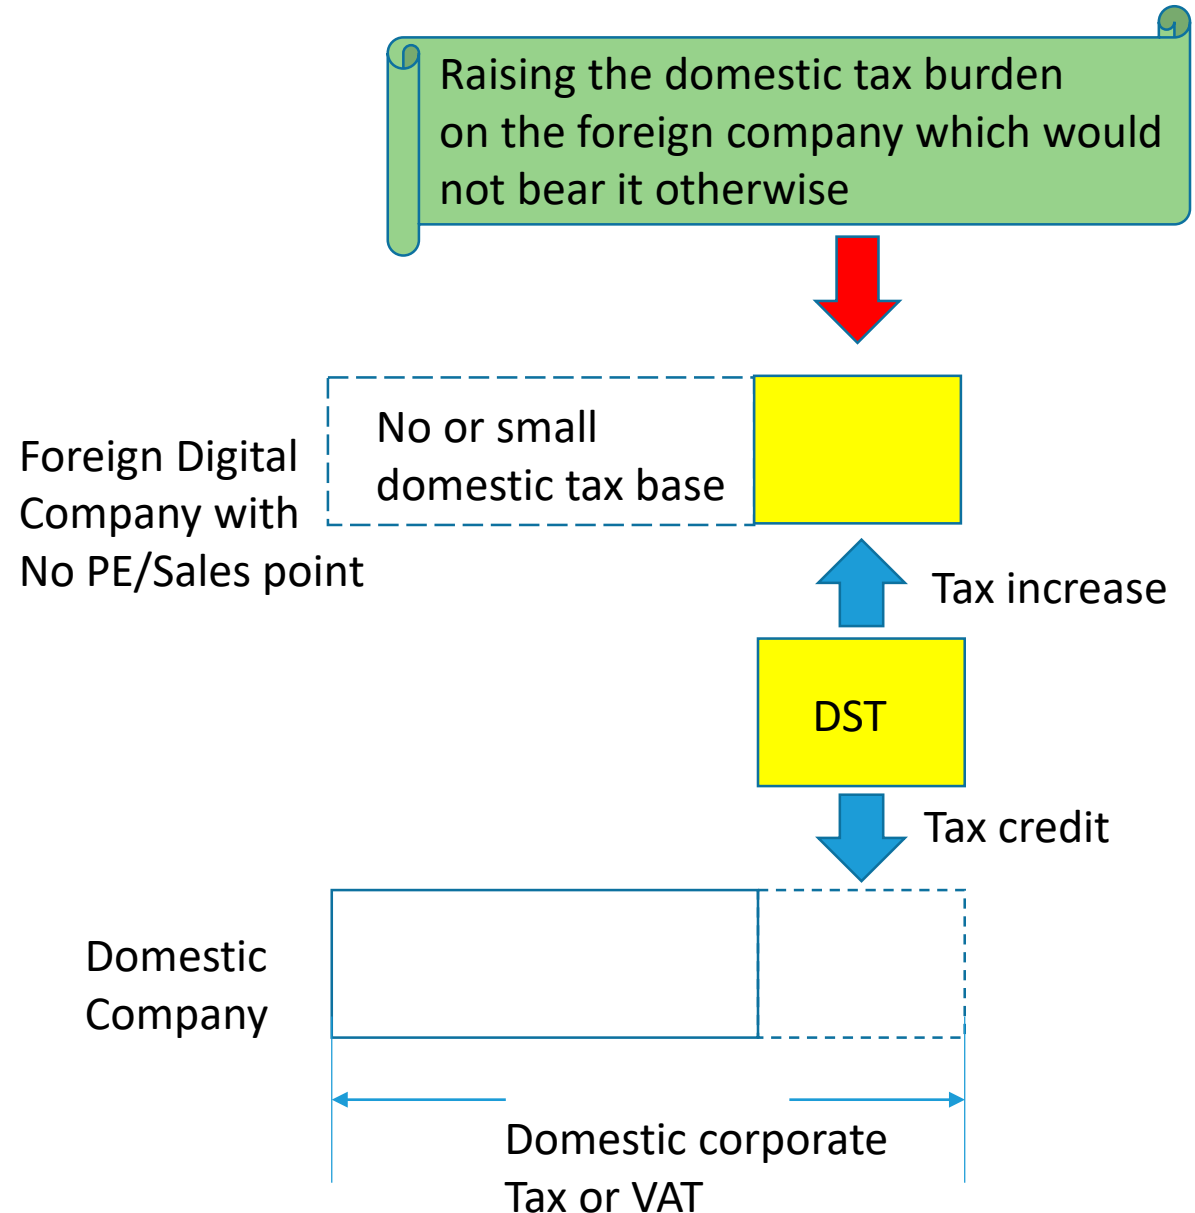 Raising the domestic tax burden
on the foreign company which would
not bear it otherwise
No or small
domestic tax base
Foreign Digital
Company with
No PE/Sales point
Tax increase
DST
Tax credit
Domestic
Company
Domestic corporate
Tax or VAT